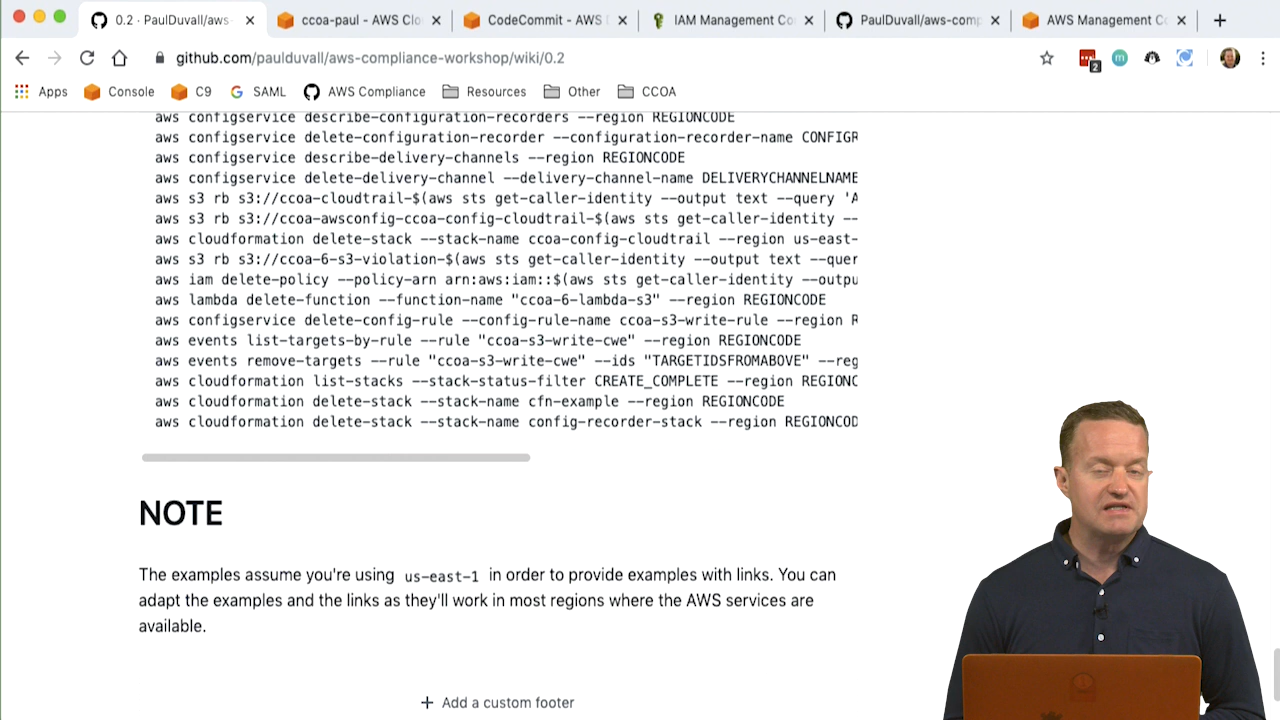 0.2 · PaulDuvall/aws-
ccoa-paul - AWS Clo
CodeCommit - AWS D
IAM Management Co
PaulDuvall/aws-comp
AWS Management Co
github.com/paulduvall/aws-compliance-workshop/wiki/0.2
2
m
Apps
Console
C9
SAML
AWS Compliance
Resources
Other
CCOA
aws configservice describe-configuration-recorders --region REGIONCODE
aws configservice delete-configuration-recorder --configuration-recorder-name CONFIGR
aws configservice describe-delivery-channels --region REGIONCODE
aws configservice delete-delivery-channel --delivery-channel-name DELIVERYCHANNELNAME
aws s3 rb s3://ccoa-cloudtrail-$(aws sts get-caller-identity --output text --query 'A
aws s3 rb s3://ccoa-awsconfig-ccoa-config-cloudtrail-$(aws sts get-caller-identity --
aws cloudformation delete-stack --stack-name ccoa-config-cloudtrail --region us-east-
aws s3 rb s3://ccoa-6-s3-violation-$(aws sts get-caller-identity --output text --quer
aws iam delete-policy --policy-arn arn:aws:iam::$(aws sts get-caller-identity --outpu
aws lambda delete-function --function-name "ccoa-6-lambda-s3" --region REGIONCODE
aws configservice delete-config-rule --config-rule-name ccoa-s3-write-rule --region R
aws events list-targets-by-rule --rule "ccoa-s3-write-cwe" --region REGIONCODE
aws events remove-targets --rule "ccoa-s3-write-cwe" --ids "TARGETIDSFROMABOVE" --reg
aws cloudformation list-stacks --stack-status-filter CREATE_COMPLETE --region REGIONC
aws cloudformation delete-stack --stack-name cfn-example --region REGIONCODE
aws cloudformation delete-stack --stack-name config-recorder-stack --region REGIONCOD
NOTE
The examples assume you're using us-east-1 in order to provide examples with links. You can
adapt the examples and the links as they'll work in most regions where the AWS services are
available.
+ Add a custom footer